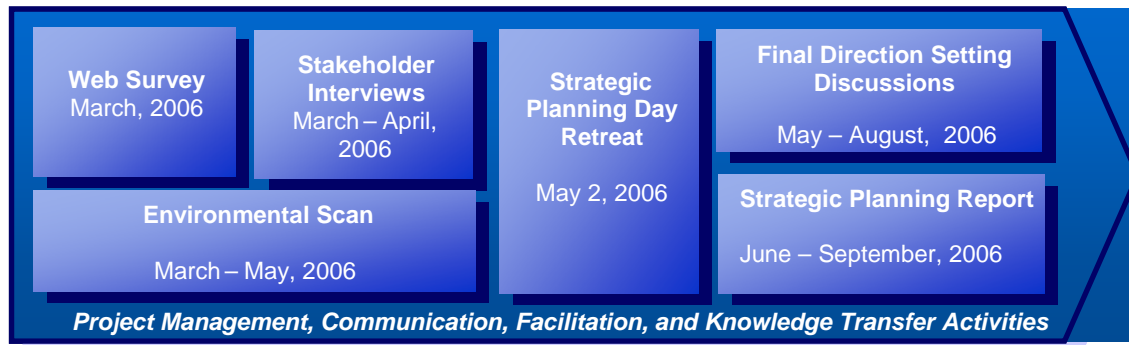 Web Survey
March, 2006
Stakeholder
Interviews
March – April,
2006
Environmental Scan
March – May, 2006
Strategic
Planning Day
Retreat
May 2, 2006
Final Direction Setting
Discussions
May – August, 2006
Strategic Planning Report
June – September, 2006
Project Management, Communication, Facilitation, and Knowledge Transfer Activities